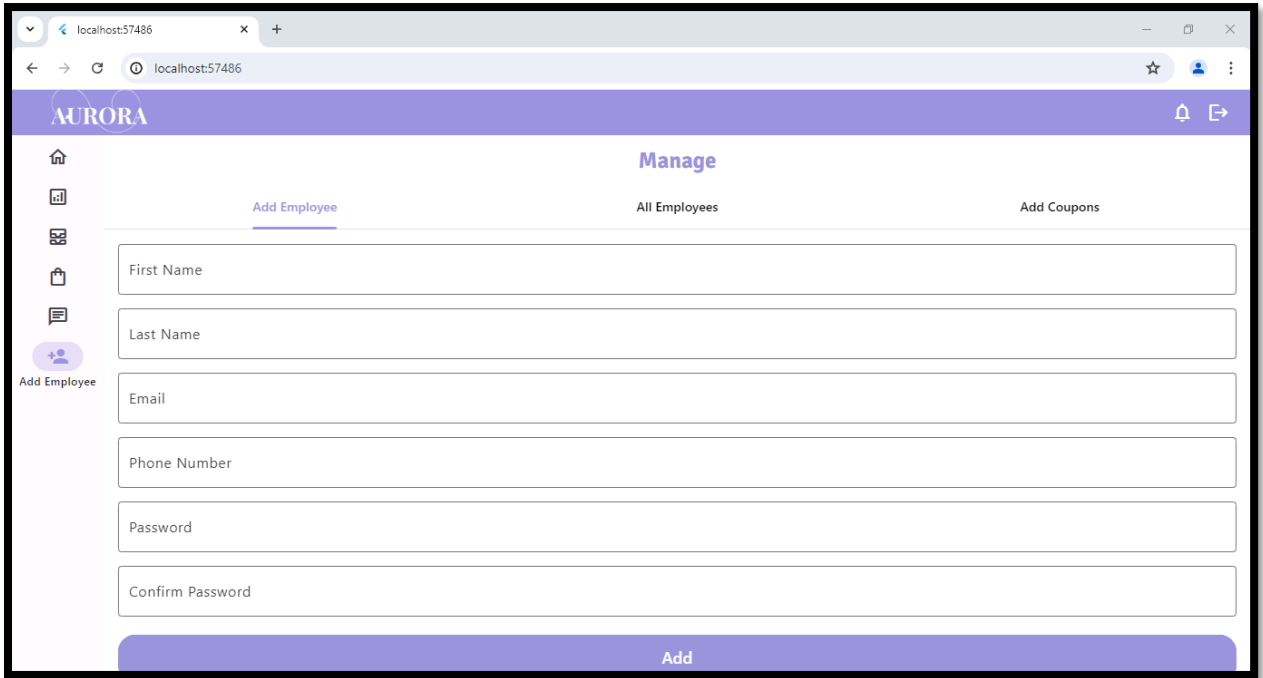 localhost:57486
localhost:57486
AURORA
Manage
Add Employee All Employees Add Coupons
First Name
Last Name
Add Employee
Email
Phone Number
Password
Confirm Password
Add